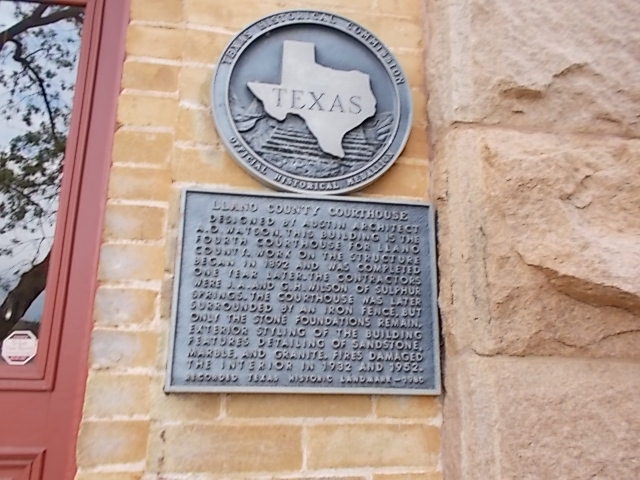 TEXAS HISTORICAL COMMISSION
TEXAS
OFFICIAL HISTORICAL MEDALLION
LLANO COUNTY COURTHOUSE
DESIGNED BY AUSTIN ARCHITECT
A.O. WATSON, THIS BUILDING IS THE
FOURTH COURTHOUSE FOR LLANO
COUNTY. WORK ON THE STRUCTURE
BEGAN IN 1892 AND WAS COMPLETED
ONE YEAR LATER. THE CONTRACTORS
WERE J.A. AND G.H. WILSON OF SULPHUR
SPRINGS. THE COURTHOUSE WAS LATER
SURROUNDED BY AN IRON FENCE, BUT
ONLY THE STONE FOUNDATIONS REMAIN.
EXTERIOR STYLING OF THE BUILDING
FEATURES DETAILING OF SANDSTONE,
MARBLE, AND GRANITE. FIRES DAMAGED
THE INTERIOR IN 1932 AND 1952.
RECORDED TEXAS HISTORIC LANDMARK - 1980